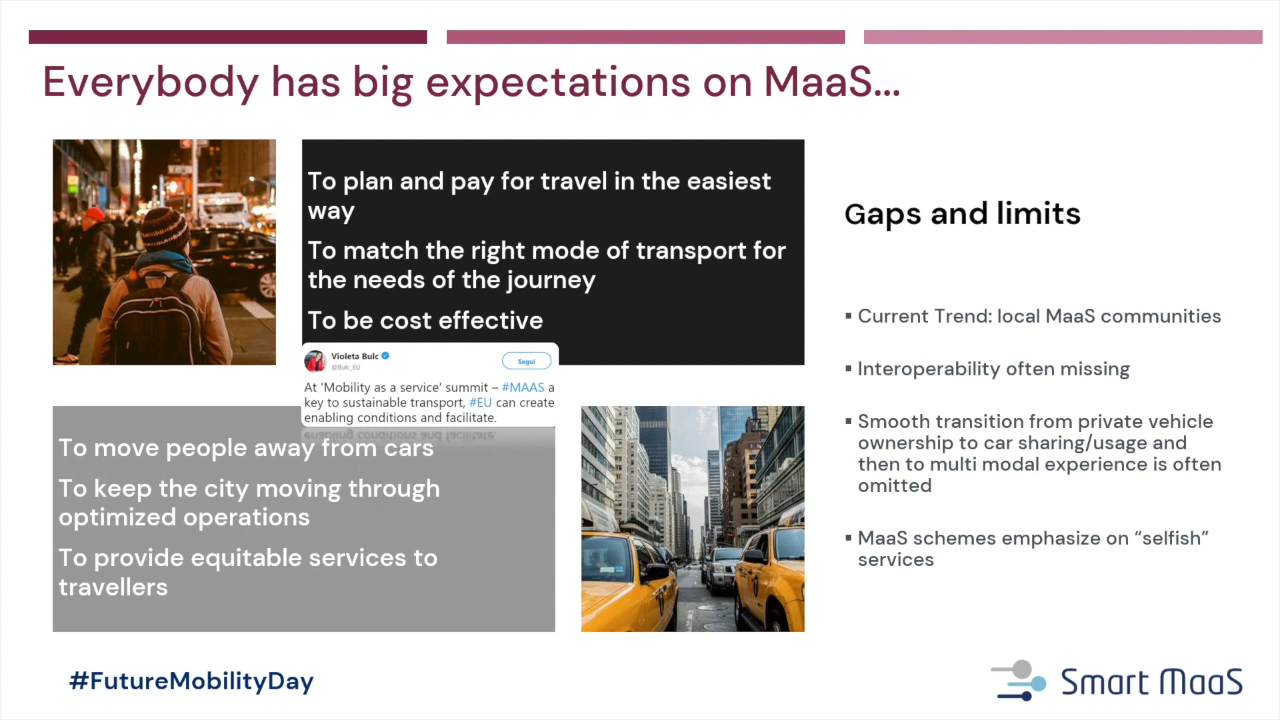 Everybody has big expectations on MaaS...
To plan and pay for travel in the easiest
way
To match the right mode of transport for
the needs of the journey
To be cost effective
Violeta Bulc
@Bulc_EU
Segui
At 'Mobility as a service' summit – #MAAS a
key to sustainable transport, #EU can create
enabling conditions and facilitate.
To move people away from cars
To keep the city moving through
optimized operations
To provide equitable services to
travellers
Gaps and limits
▪ Current Trend: local MaaS communities
▪ Interoperability often missing
▪ Smooth transition from private vehicle
ownership to car sharing/usage and
then to multi modal experience is often
omitted
▪ MaaS schemes emphasize on “selfish”
services
#FutureMobilityDay
Smart MaaS